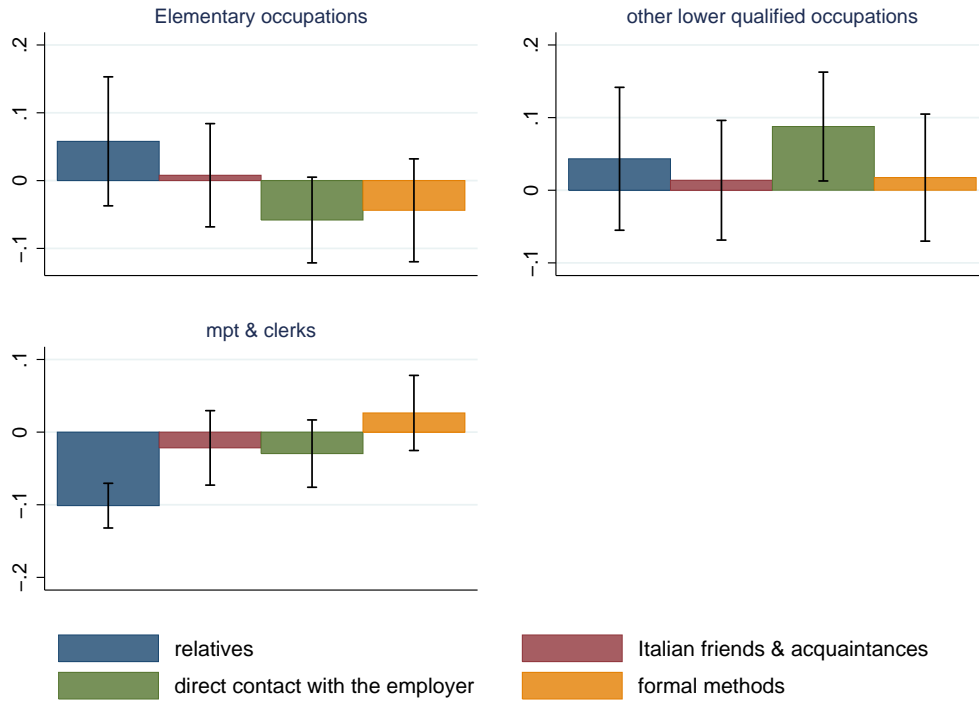 Elementary occupations
.2
.1
0
-.1
other lower qualified occupations
.2
.1
0
-.1
mpt & clerks
.1
0
-.1
-.2
relatives
Italian friends & acquaintances
direct contact with the employer
formal methods